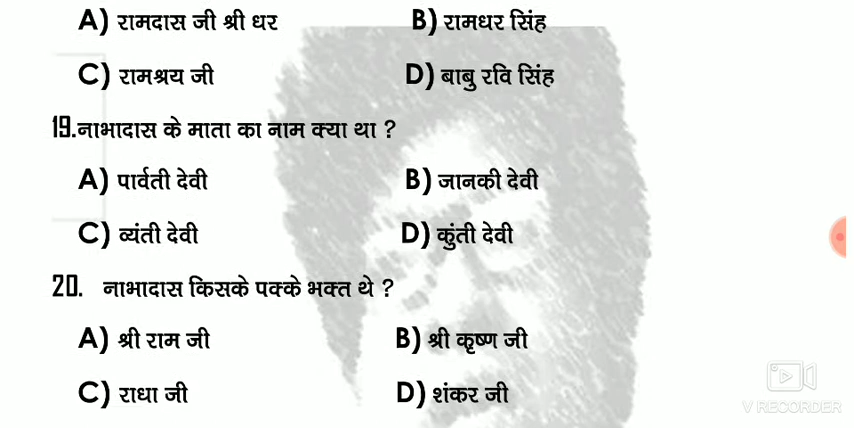 A) रामदास जी श्री धर B) रामधर सिंह
C) रामश्रय जी D) बाबु रवि सिंह
19.नाभादास के माता का नाम क्या था ?
A) पार्वती देवी B) जानकी देवी
C) व्यंती देवी D) कुंती देवी
20. नाभादास किसके पक्के भक्त थे ?
A) श्री राम जी B) श्री कृष्ण जी
C) राधा जी D) शंकर जी
V RECORDER